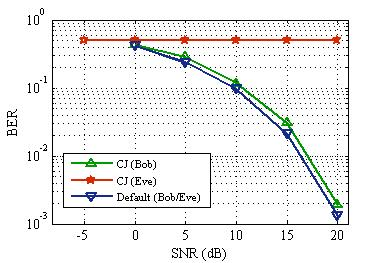 10^0
10^-1
10^-2
10^-3
BER
CJ (Bob)
CJ (Eve)
Default (Bob/Eve)
-5 0 5 10 15 20
SNR (dB)